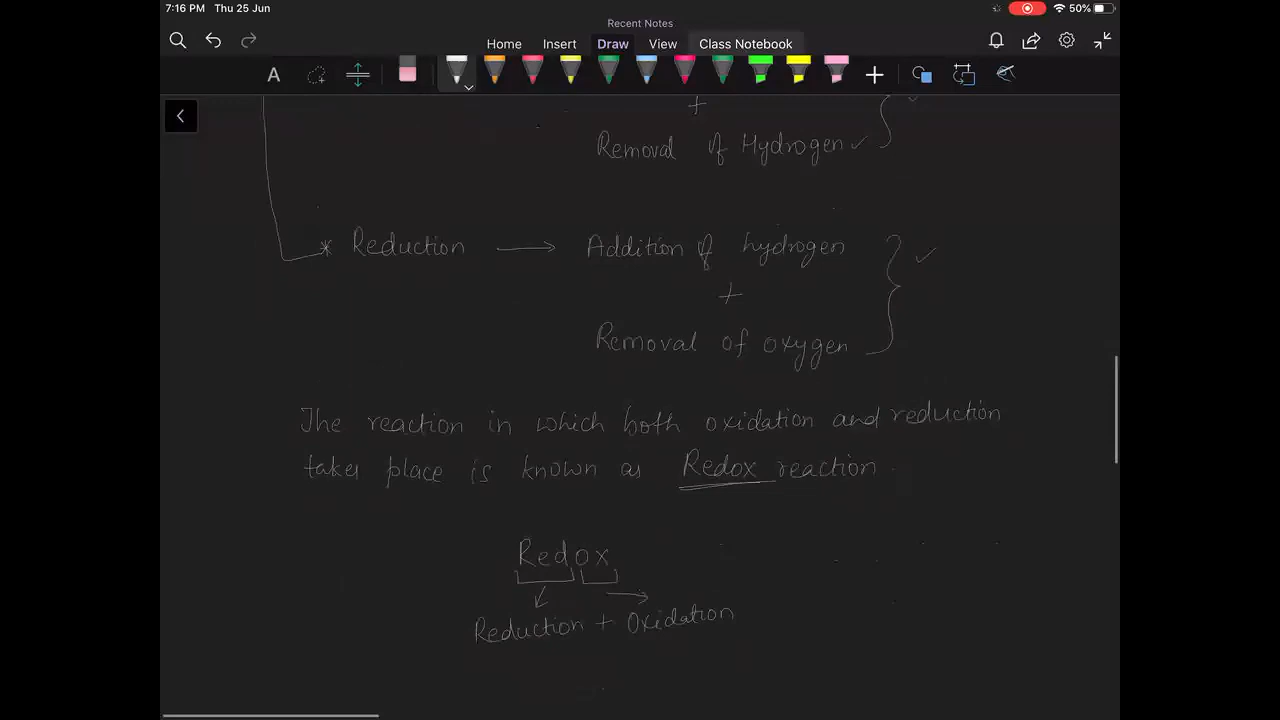 7:16 PM Thu 25 Jun
50%
Recent Notes
Home Insert Draw View Class Notebook
A
+
Removal of Hydrogen
* Reduction → Addition of hydrogen
+
Removal of oxygen
The reaction in which both oxidation and reduction
takes place is known as Redox reaction.
Redox
Reduction + Oxidation